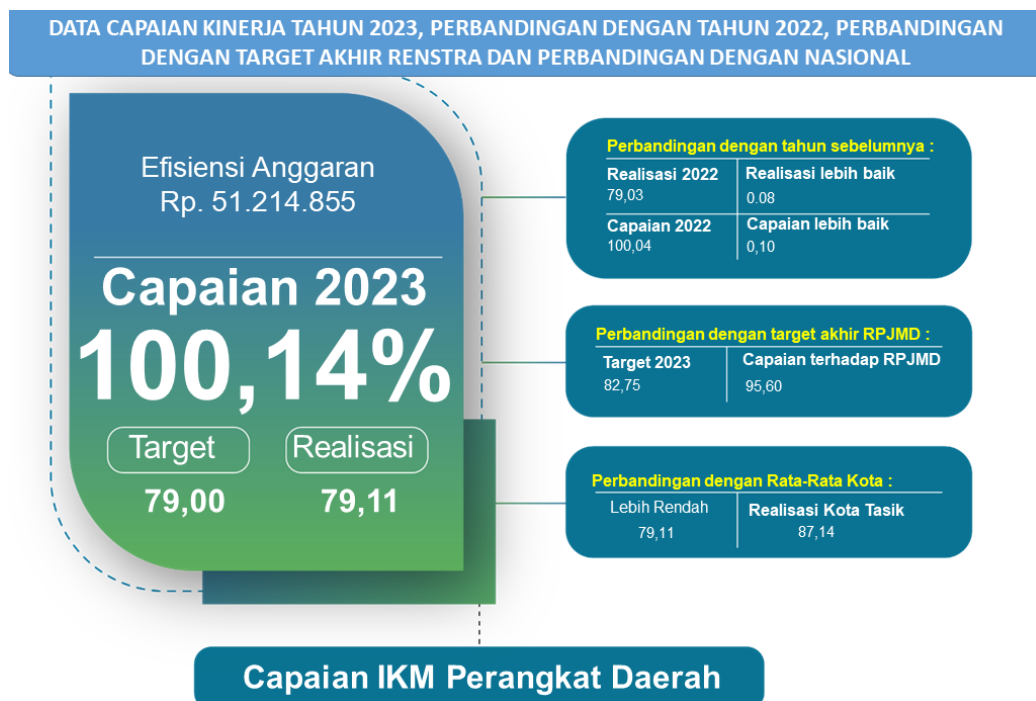 DATA CAPAIAN KINERJA TAHUN 2023, PERBANDINGAN DENGAN TAHUN 2022, PERBANDINGAN
DENGAN TARGET AKHIR RENSTRA DAN PERBANDINGAN DENGAN NASIONAL
Efisiensi Anggaran
Rp. 51.214.855
Capaian 2023
100,14%
Target Realisasi
79,00 79,11
Perbandingan dengan tahun sebelumnya :
Realisasi 2022 Realisasi lebih baik
79,03 0.08
Capaian 2022 Capaian lebih baik
100,04 0,10
Perbandingan dengan target akhir RPJMD :
Target 2023 Capaian terhadap RPJMD
82,75 95,60
Perbandingan dengan Rata-Rata Kota :
Lebih Rendah Realisasi Kota Tasik
79,11 87,14
Capaian IKM Perangkat Daerah